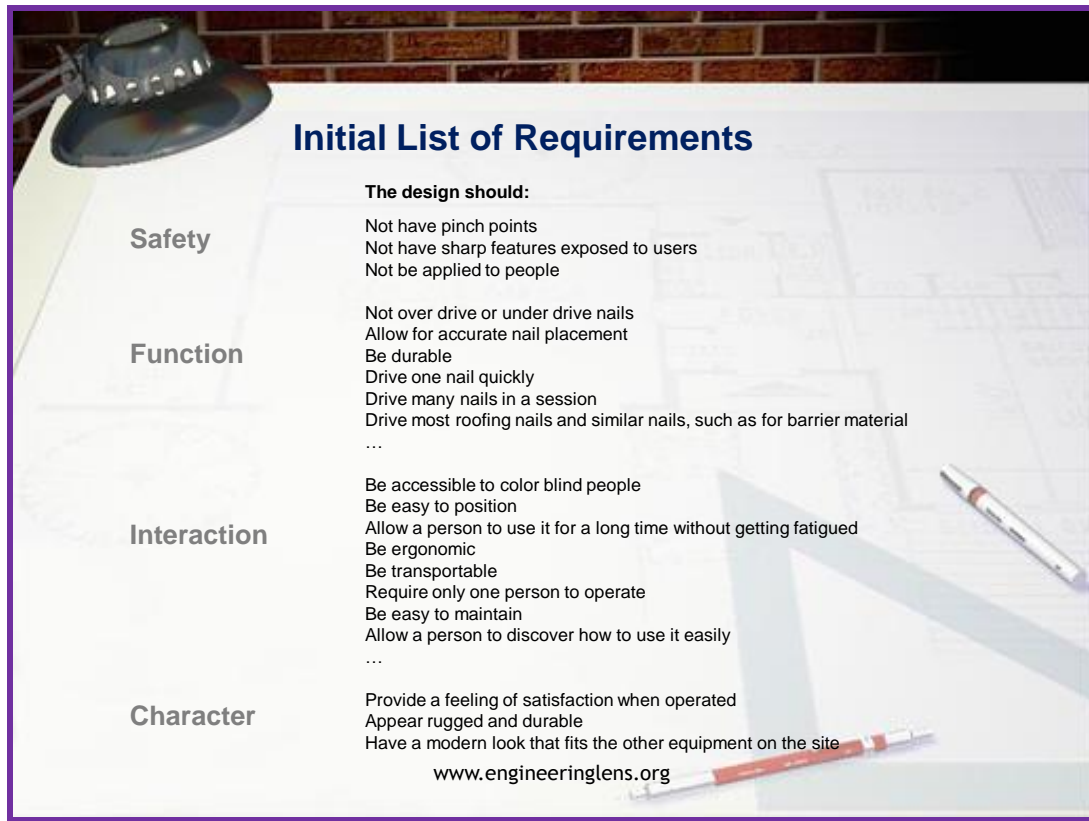 Initial List of Requirements
The design should:
Safety
Not have pinch points
Not have sharp features exposed to users
Not be applied to people
Function
Not over drive or under drive nails
Allow for accurate nail placement
Be durable
Drive one nail quickly
Drive many nails in a session
Drive most roofing nails and similar nails, such as for barrier material
…
Interaction
Be accessible to color blind people
Be easy to position
Allow a person to use it for a long time without getting fatigued
Be ergonomic
Be transportable
Require only one person to operate
Be easy to maintain
Allow a person to discover how to use it easily
…
Character
Provide a feeling of satisfaction when operated
Appear rugged and durable
Have a modern look that fits the other equipment on the site
www.engineeringlens.org